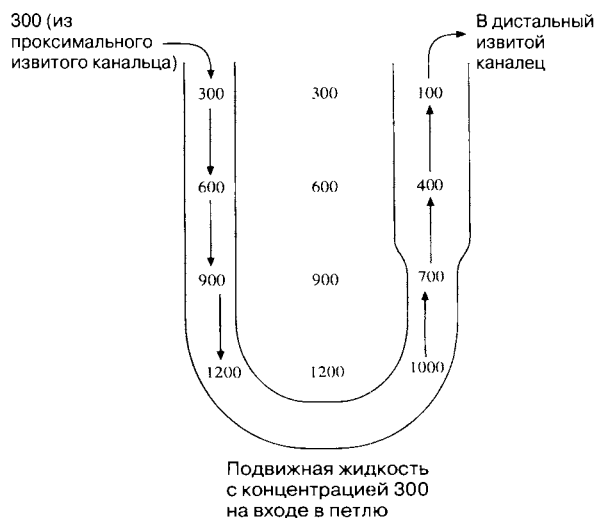 300 (из
проксимального
извитого канальца)
В дистальный
извитой
каналец
300 300 100
600 600 400
900 900 700
1200 1200 1000
Подвижная жидкость
с концентрацией 300
на входе в петлю